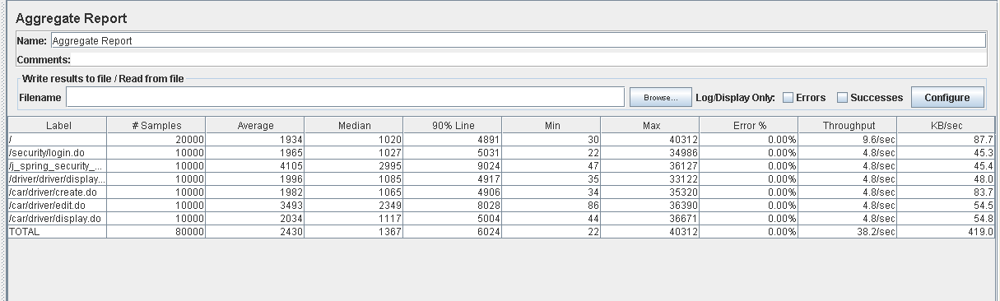 Aggregate Report
Name: Aggregate Report
Comments:
Write results to file / Read from file
Filename Browse... Log/Display Only: Errors Successes Configure
Label # Samples Average Median 90% Line Min Max Error % Throughput KB/sec
/ 20000 1934 1020 4891 30 40312 0.00% 9.6/sec 87.7
/security/login.do 10000 1965 1027 5031 22 34986 0.00% 4.8/sec 45.3
/j_spring_security_... 10000 4105 2995 9024 47 36127 0.00% 4.8/sec 45.4
/driver/driver/display... 10000 1996 1085 4917 35 33122 0.00% 4.8/sec 48.0
/car/driver/create.do 10000 1982 1065 4906 34 35320 0.00% 4.8/sec 83.7
/car/driver/edit.do 10000 3493 2349 8028 86 36390 0.00% 4.8/sec 54.5
/car/driver/display.do 10000 2034 1117 5004 44 36671 0.00% 4.8/sec 54.8
TOTAL 80000 2430 1367 6024 22 40312 0.00% 38.2/sec 419.0